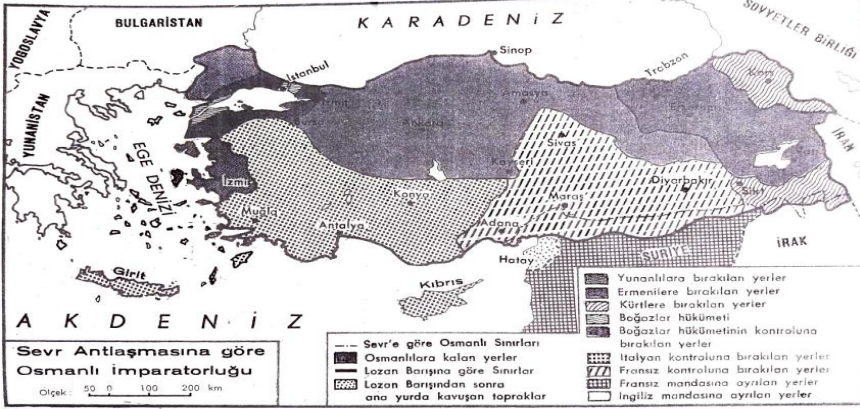 YOGOSLAVYA
BULGARİSTAN
KARADENİZ
SOVYETLER BİRLİĞİ
Sinop
İstanbul
Trabzon
Kars
İzmit
Amasya
Ankara
YUNANİSTAN
EGE DENİZİ
Sivas
Van
İRAN
Kayseri
İzmir
Diyarbakır
Siirt
Konya
Maraş
Muğla
Antalya
Adana
SURİYE
İRAK
Hatay
Girit
Kıbrıs
AKDENİZ
Sevr Antlaşmasına göre
Osmanlı İmparatorluğu
Ölçek: 50 0 100 200 km
Sevr'e göre Osmanlı Sınırları
Osmanlılara kalan yerler
Lozan Barışına göre Sınırlar
Lozan Barışından sonra
ana yurda kavuşan topraklar
Yunanlılara bırakılan yerler
Ermenilere bırakılan yerler
Kürtlere bırakılan yerler
Boğazlar hükümeti
Boğazlar hükümetinin kontroluna
bırakılan yerler
İtalyan kontroluna bırakılan yerler
Fransız kontroluna bırakılan yerler
Fransız mandasına ayrılan yerler
İngiliz mandasına ayrılan yerler